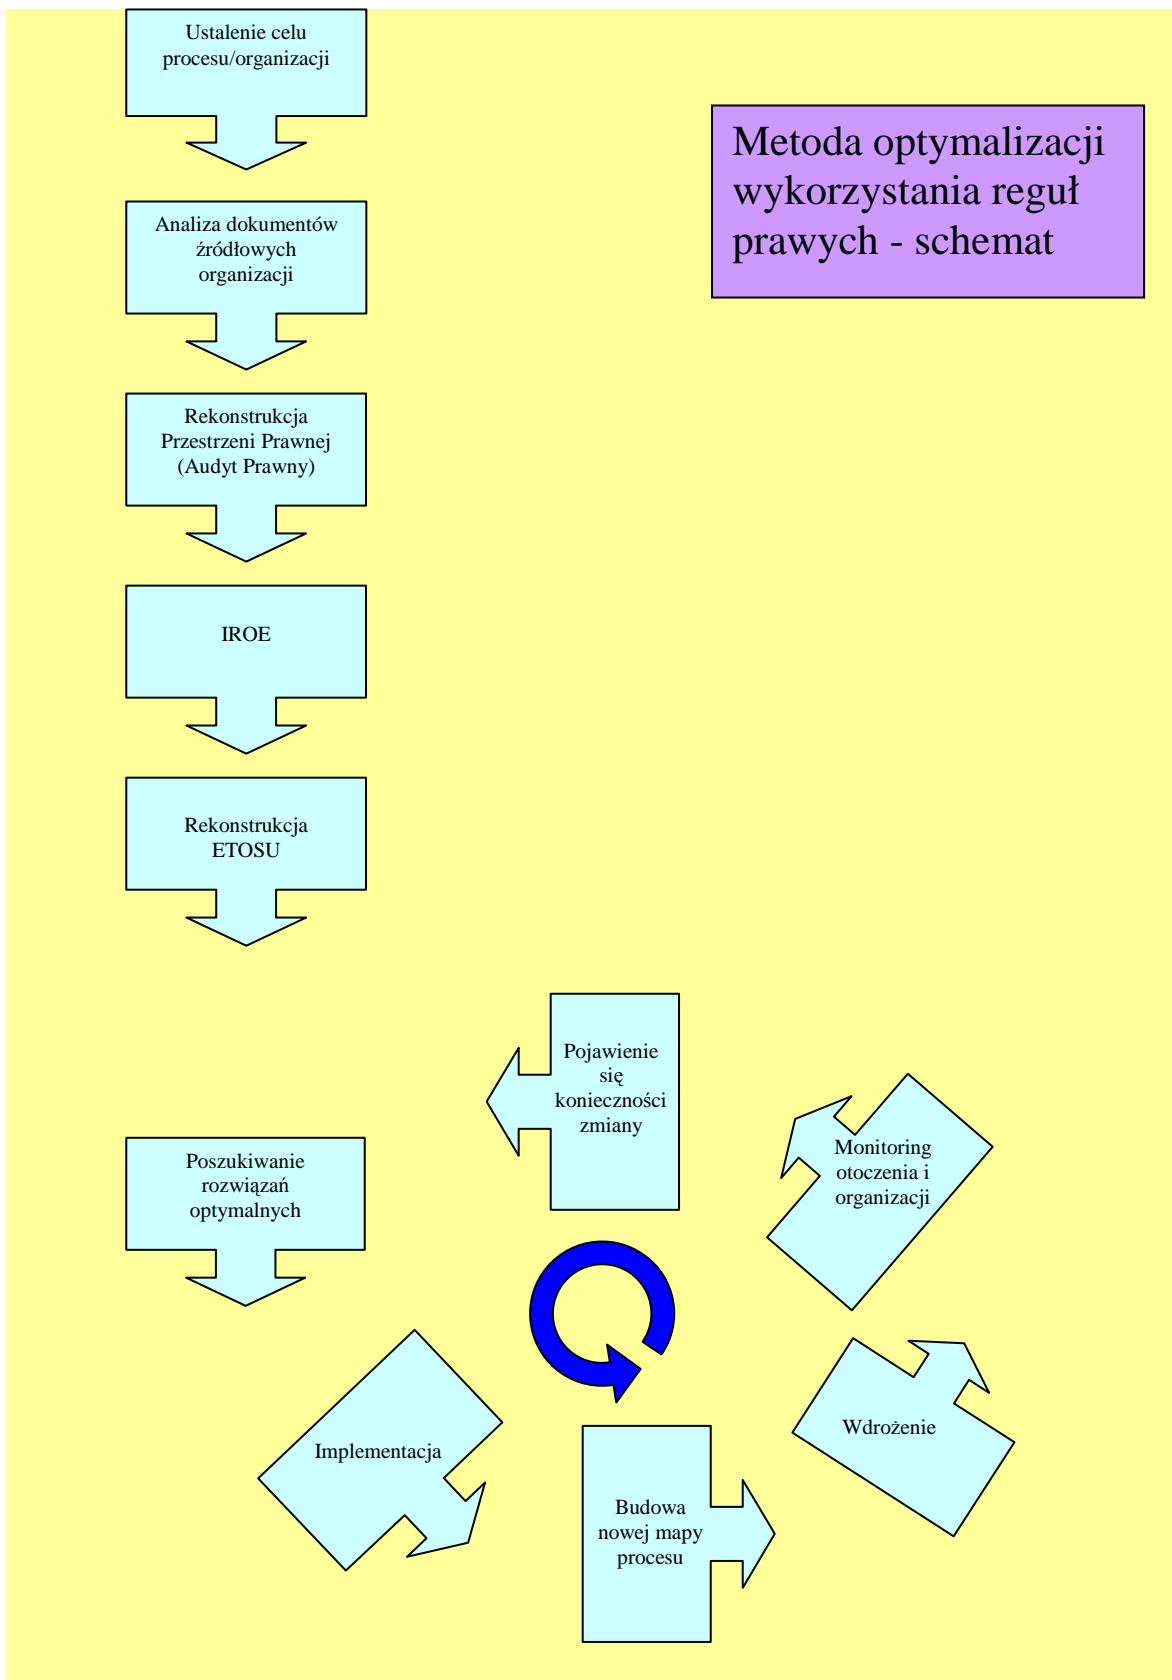 Ustalenie celu
procesu/organizacji
Metoda optymalizacji
wykorzystania reguł
prawych - schemat
Analiza dokumentów
źródłowych
organizacji
Rekonstrukcja
Przestrzeni Prawnej
(Audyt Prawny)
IROE
Rekonstrukcja
ETOSU
Pojawienie
się
konieczności
zmiany
Monitoring
otoczenia i
organizacji
Poszukiwanie
rozwiązań
optymalnych
Wdrożenie
Implementacja
Budowa
nowej mapy
procesu